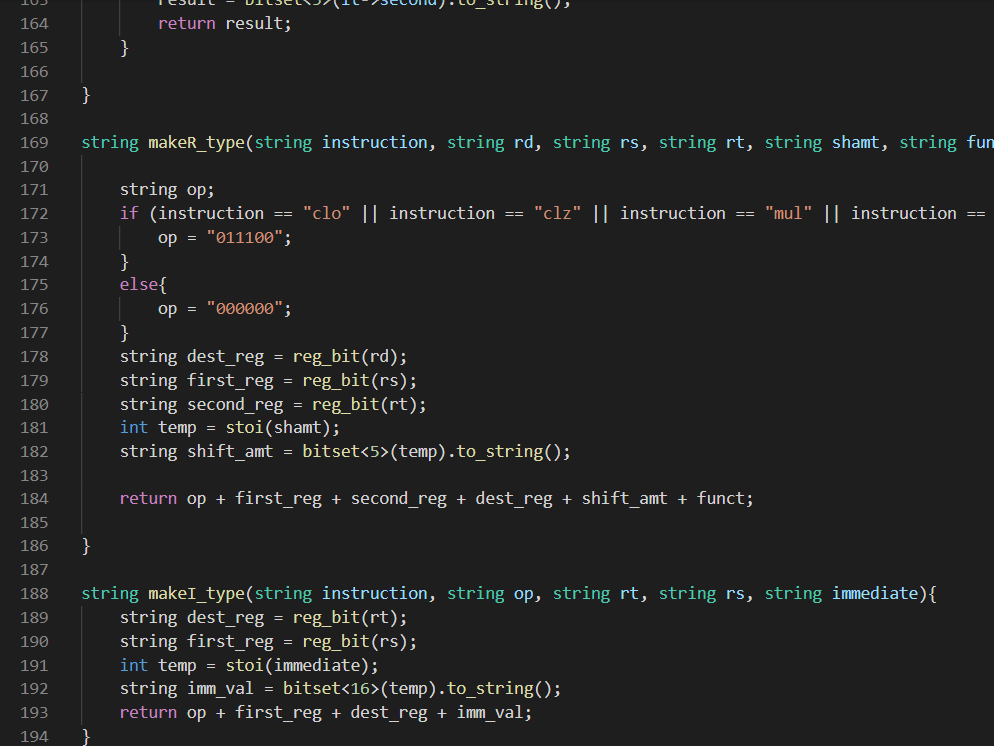 163 result = bitset<5>(it->second).to_string();
164 return result;
165 }
166
167 }
168
169 string makeR_type(string instruction, string rd, string rs, string rt, string shamt, string fun
170
171 string op;
172 if (instruction == "clo" || instruction == "clz" || instruction == "mul" || instruction ==
173 op = "011100";
174 }
175 else{
176 op = "000000";
177 }
178 string dest_reg = reg_bit(rd);
179 string first_reg = reg_bit(rs);
180 string second_reg = reg_bit(rt);
181 int temp = stoi(shamt);
182 string shift_amt = bitset<5>(temp).to_string();
183
184 return op + first_reg + second_reg + dest_reg + shift_amt + funct;
185
186 }
187
188 string makeI_type(string instruction, string op, string rt, string rs, string immediate){
189 string dest_reg = reg_bit(rt);
190 string first_reg = reg_bit(rs);
191 int temp = stoi(immediate);
192 string imm_val = bitset<16>(temp).to_string();
193 return op + first_reg + dest_reg + imm_val;
194 }